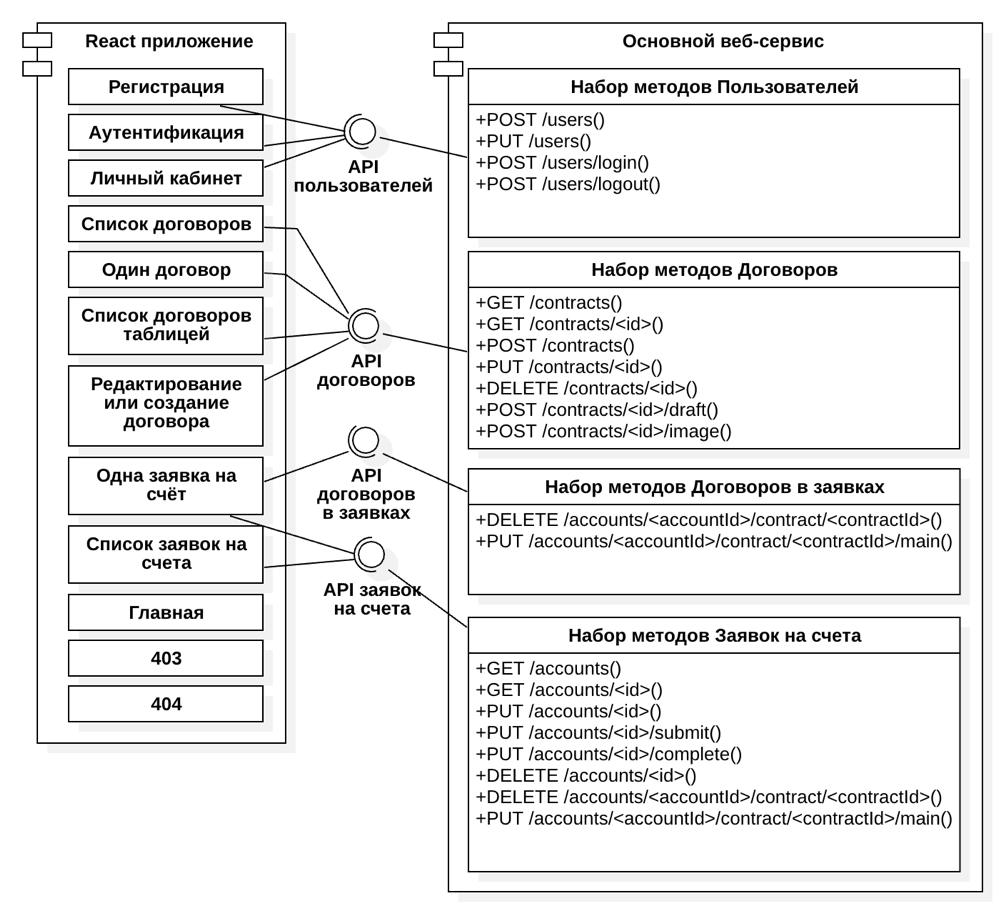 React приложение
Регистрация
Аутентификация
Личный кабинет
Список договоров
Один договор
Список договоров
таблицей
Редактирование
или создание
договора
Одна заявка на
счёт
Список заявок на
счета
Главная
403
404
API
пользователей
API
договоров
API
договоров
в заявках
API заявок
на счета
Основной веб-сервис
Набор методов Пользователей
+POST /users()
+PUT /users()
+POST /users/login()
+POST /users/logout()
Набор методов Договоров
+GET /contracts()
+GET /contracts/<id>()
+POST /contracts()
+PUT /contracts/<id>()
+DELETE /contracts/<id>()
+POST /contracts/<id>/draft()
+POST /contracts/<id>/image()
Набор методов Договоров в заявках
+DELETE /accounts/<accountId>/contract/<contractId>()
+PUT /accounts/<accountId>/contract/<contractId>/main()
Набор методов Заявок на счета
+GET /accounts()
+GET /accounts/<id>()
+PUT /accounts/<id>()
+PUT /accounts/<id>/submit()
+PUT /accounts/<id>/complete()
+DELETE /accounts/<id>()
+DELETE /accounts/<accountId>/contract/<contractId>()
+PUT /accounts/<accountId>/contract/<contractId>/main()